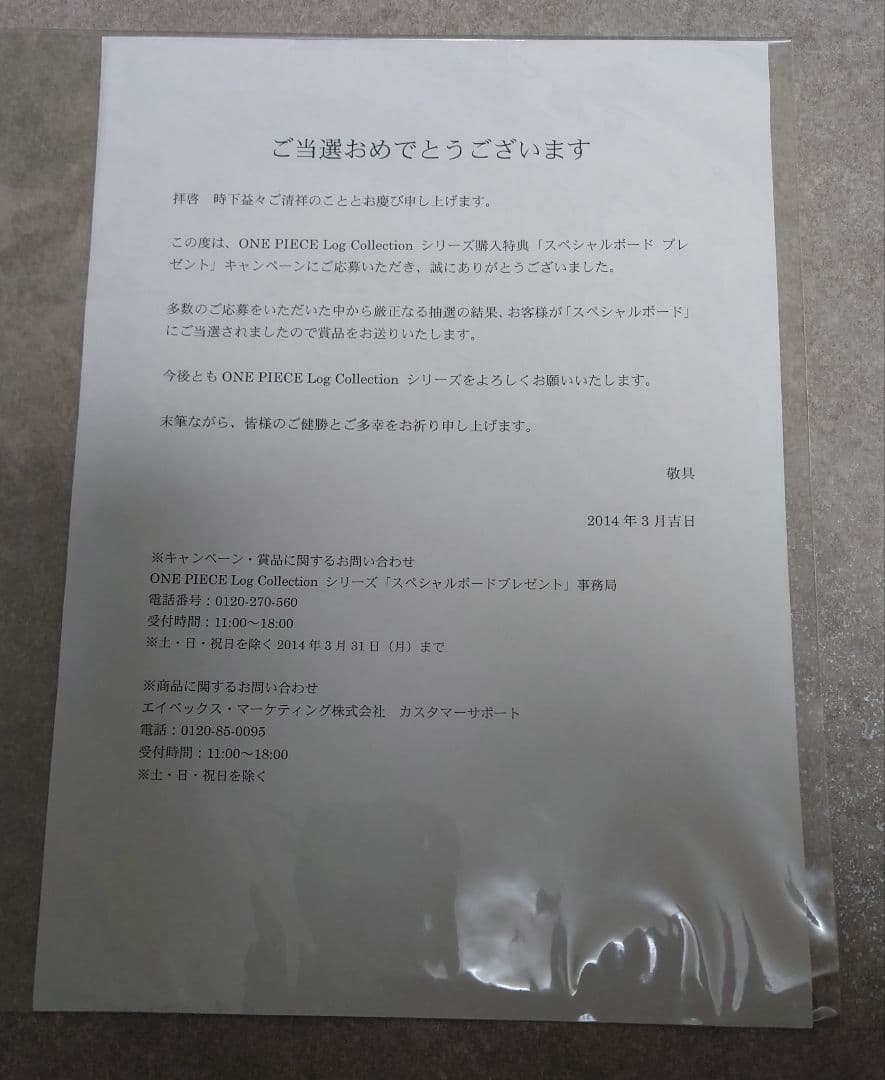 ご当選おめでとうございます
拝啓　時下益々ご清祥のこととお慶び申し上げます。
この度は、ONE PIECE Log Collection シリーズ購入特典「スペシャルボード プレ
ゼント」キャンペーンにご応募いただき、誠にありがとうございました。
多数のご応募をいただいた中から厳正なる抽選の結果、お客様が「スペシャルボード」
にご当選されましたので賞品をお送りいたします。
今後とも ONE PIECE Log Collection シリーズをよろしくお願いいたします。
末筆ながら、皆様のご健勝とご多幸をお祈り申し上げます。
敬具
2014 年 3 月吉日
※キャンペーン・賞品に関するお問い合わせ
ONE PIECE Log Collection シリーズ「スペシャルボードプレゼント」事務局
電話番号：0120-270-560
受付時間：11:00～18:00
※土・日・祝日を除く 2014 年 3 月 31 日（月）まで
※商品に関するお問い合わせ
エイベックス・マーケティング株式会社　カスタマーサポート
電話：0120-85-0095
受付時間：11:00～18:00
※土・日・祝日を除く